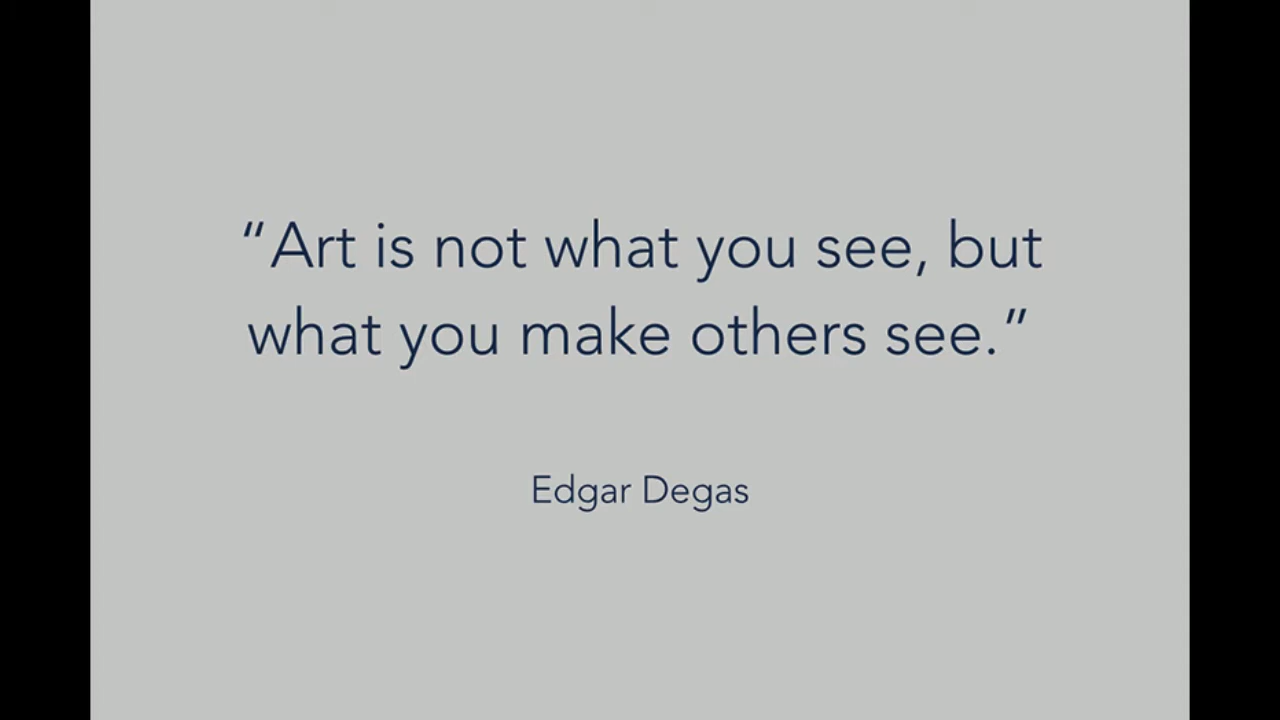 “Art is not what you see, but
what you make others see.”
Edgar Degas